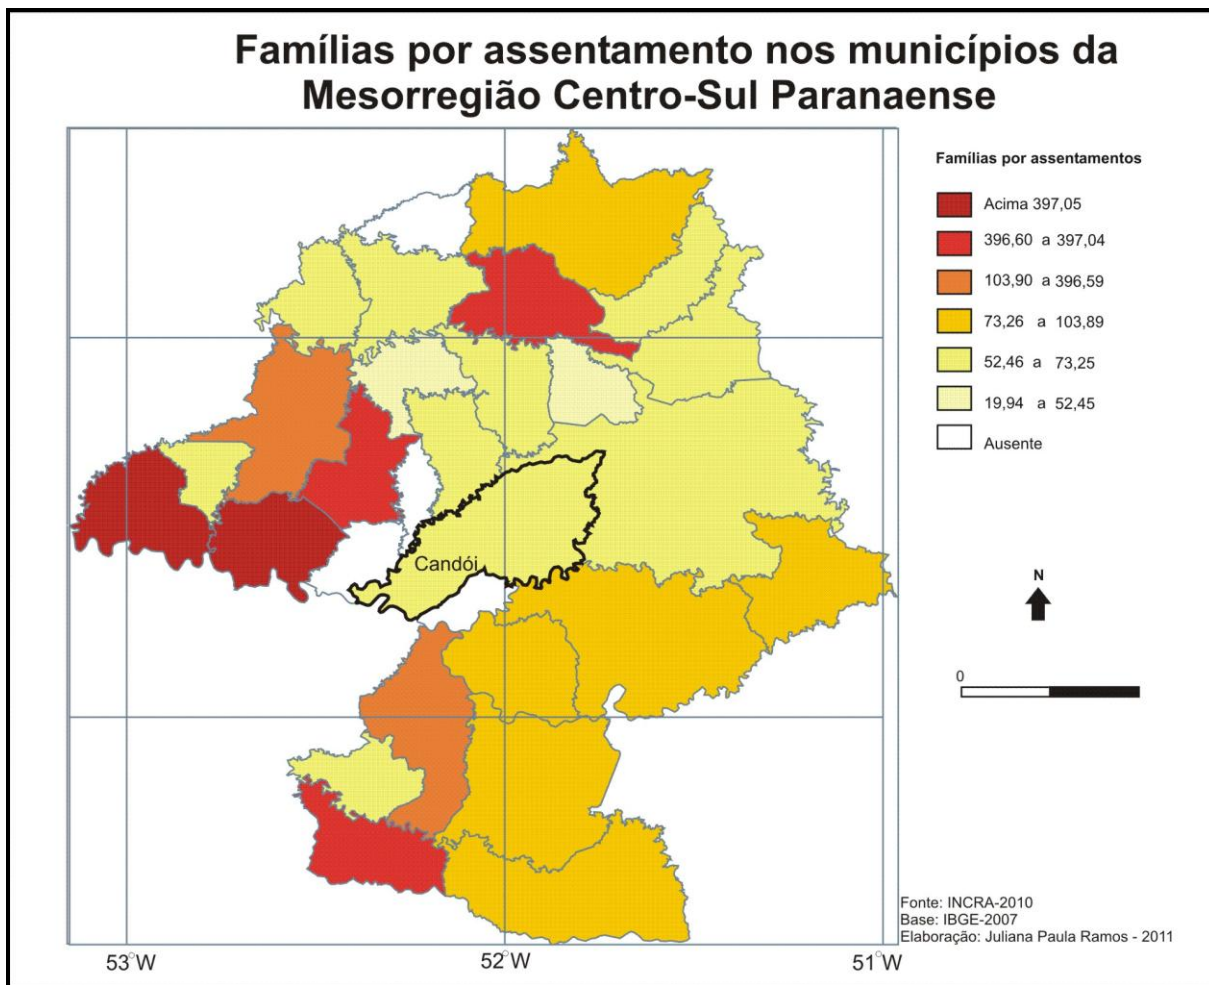 Famílias por assentamento nos municípios da
Mesorregião Centro-Sul Paranaense
Famílias por assentamentos
Acima 397,05
396,60 a 397,04
103,90 a 396,59
73,26 a 103,89
52,46 a 73,25
19,94 a 52,45
Ausente
Candói
N
0
Fonte: INCRA-2010
Base: IBGE-2007
Elaboração: Juliana Paula Ramos - 2011
53°W
52°W
51°W